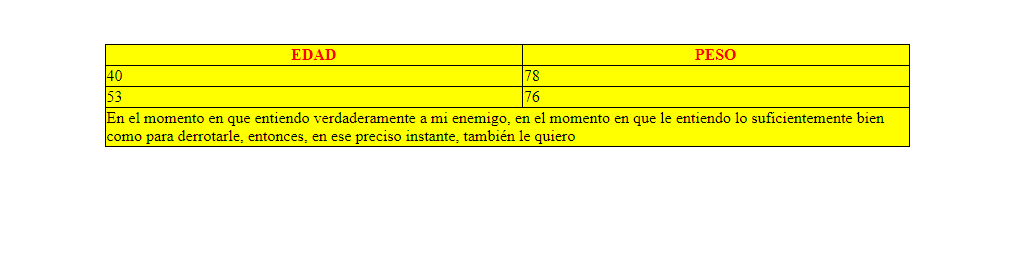 EDAD PESO
40 78
53 76
En el momento en que entiendo verdaderamente a mi enemigo, en el momento en que le entiendo lo suficientemente bien
como para derrotarle, entonces, en ese preciso instante, también le quiero